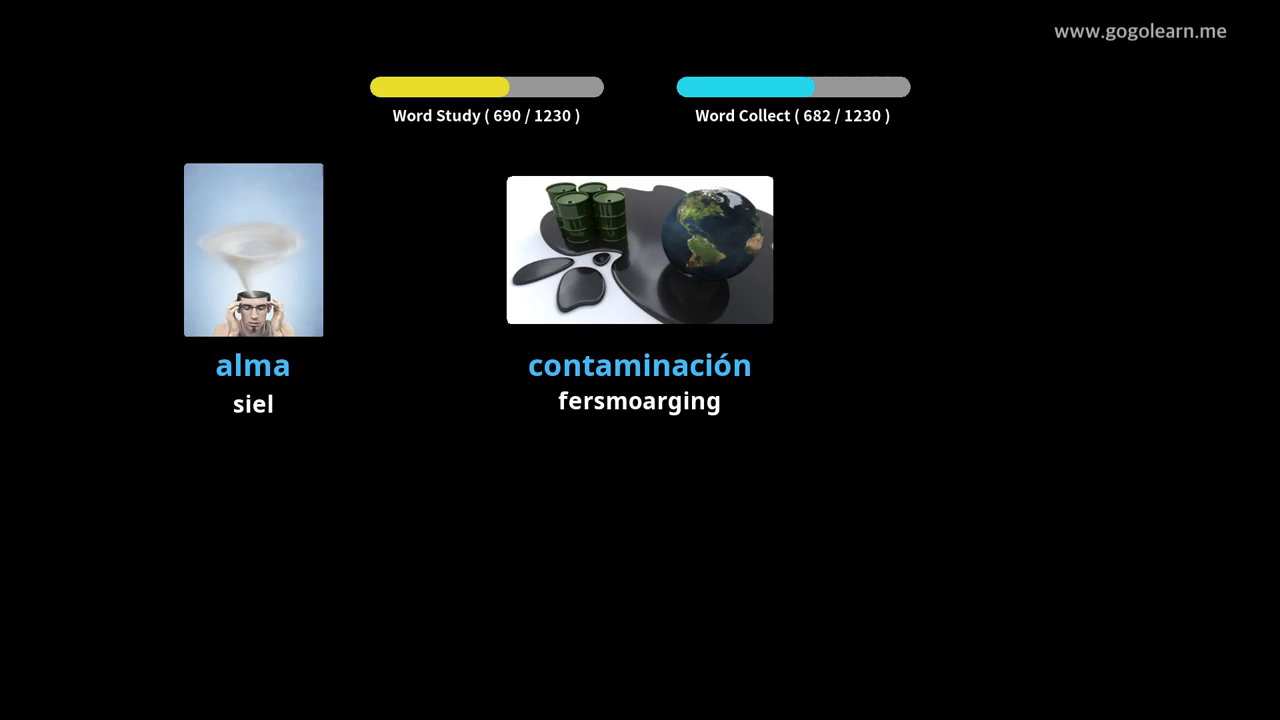 www.gogolearn.me
Word Study ( 690 / 1230 )
Word Collect ( 682 / 1230 )
alma
siel
contaminación
fersmoarging